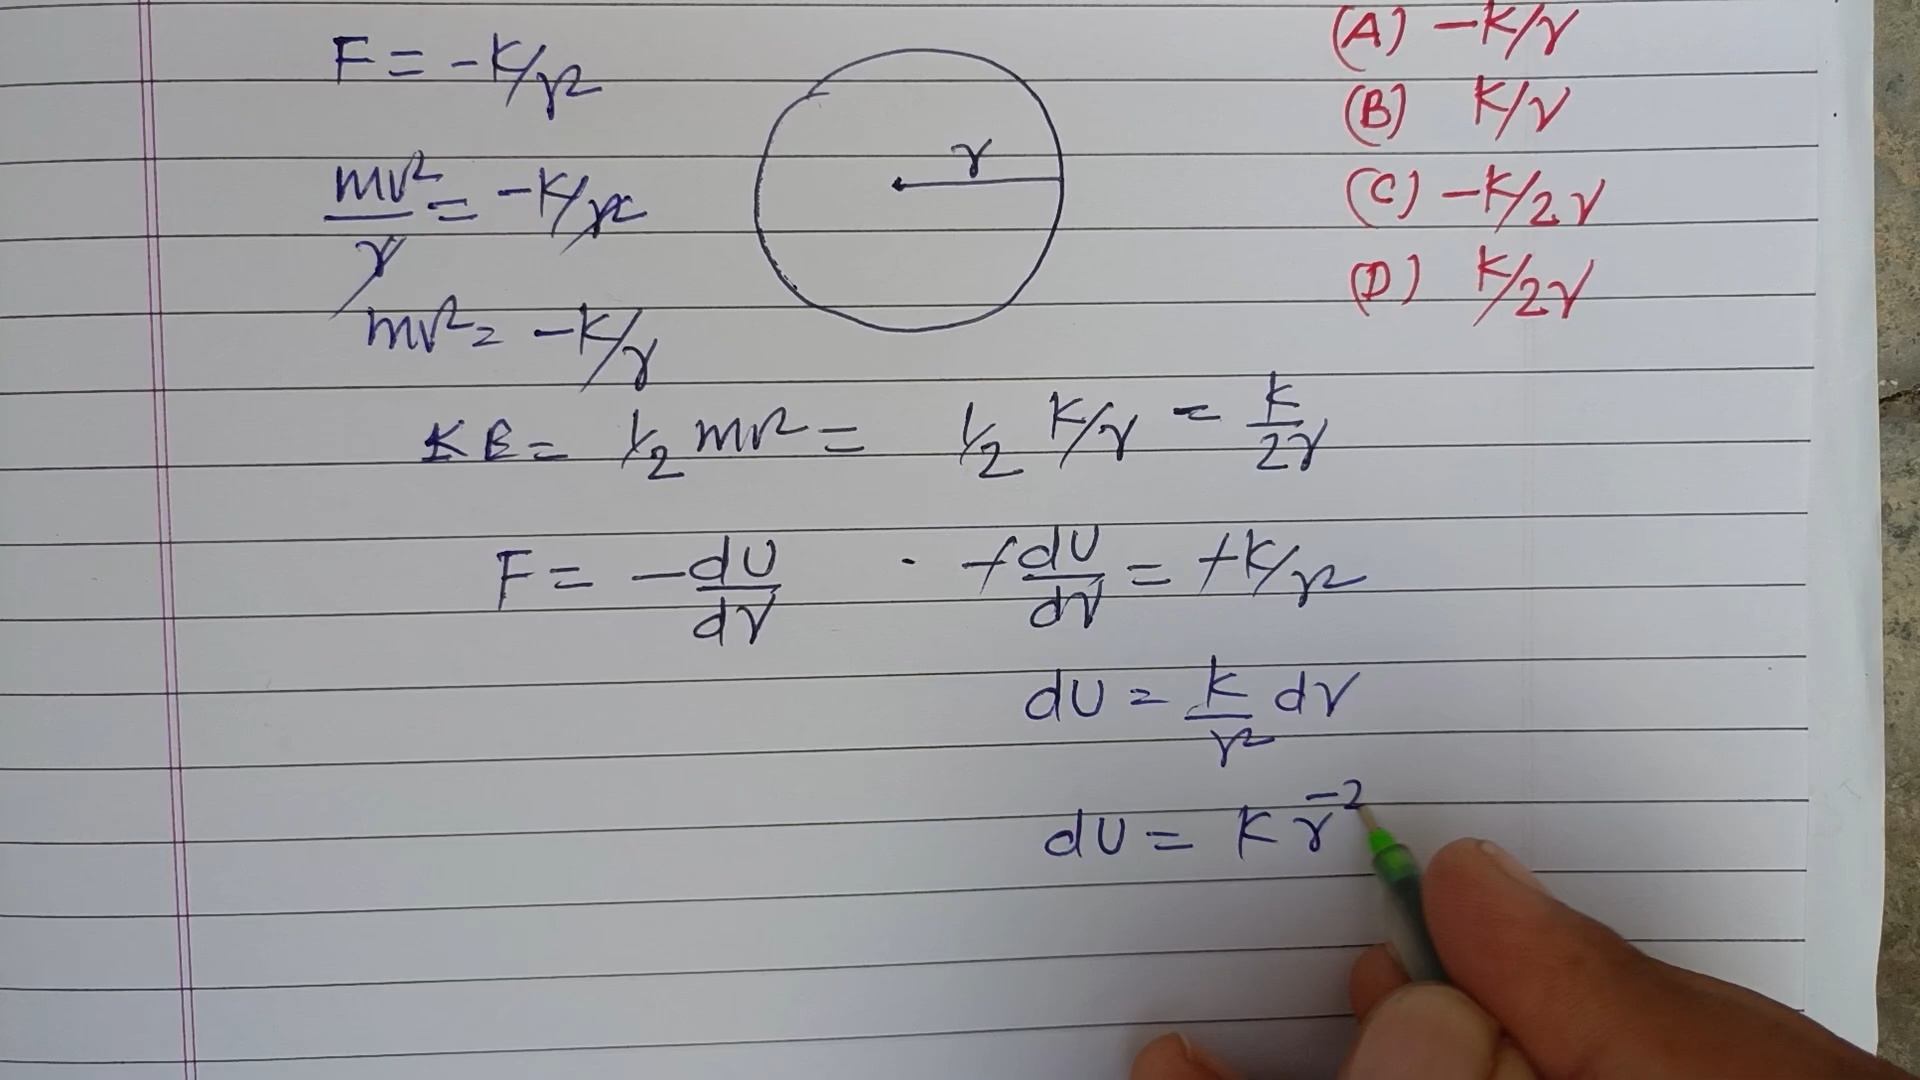 F = -K/r²
mv²/r = -K/r²
mv² = -K/r
r
(A) -K/r
(B) K/r
(C) -K/2r
(D) K/2r
KE = 1/2 mv² = 1/2 K/r = K/2r
F = -dU/dr . +dU/dr = +K/r²
dU = K/r² dr
dU = K r⁻²